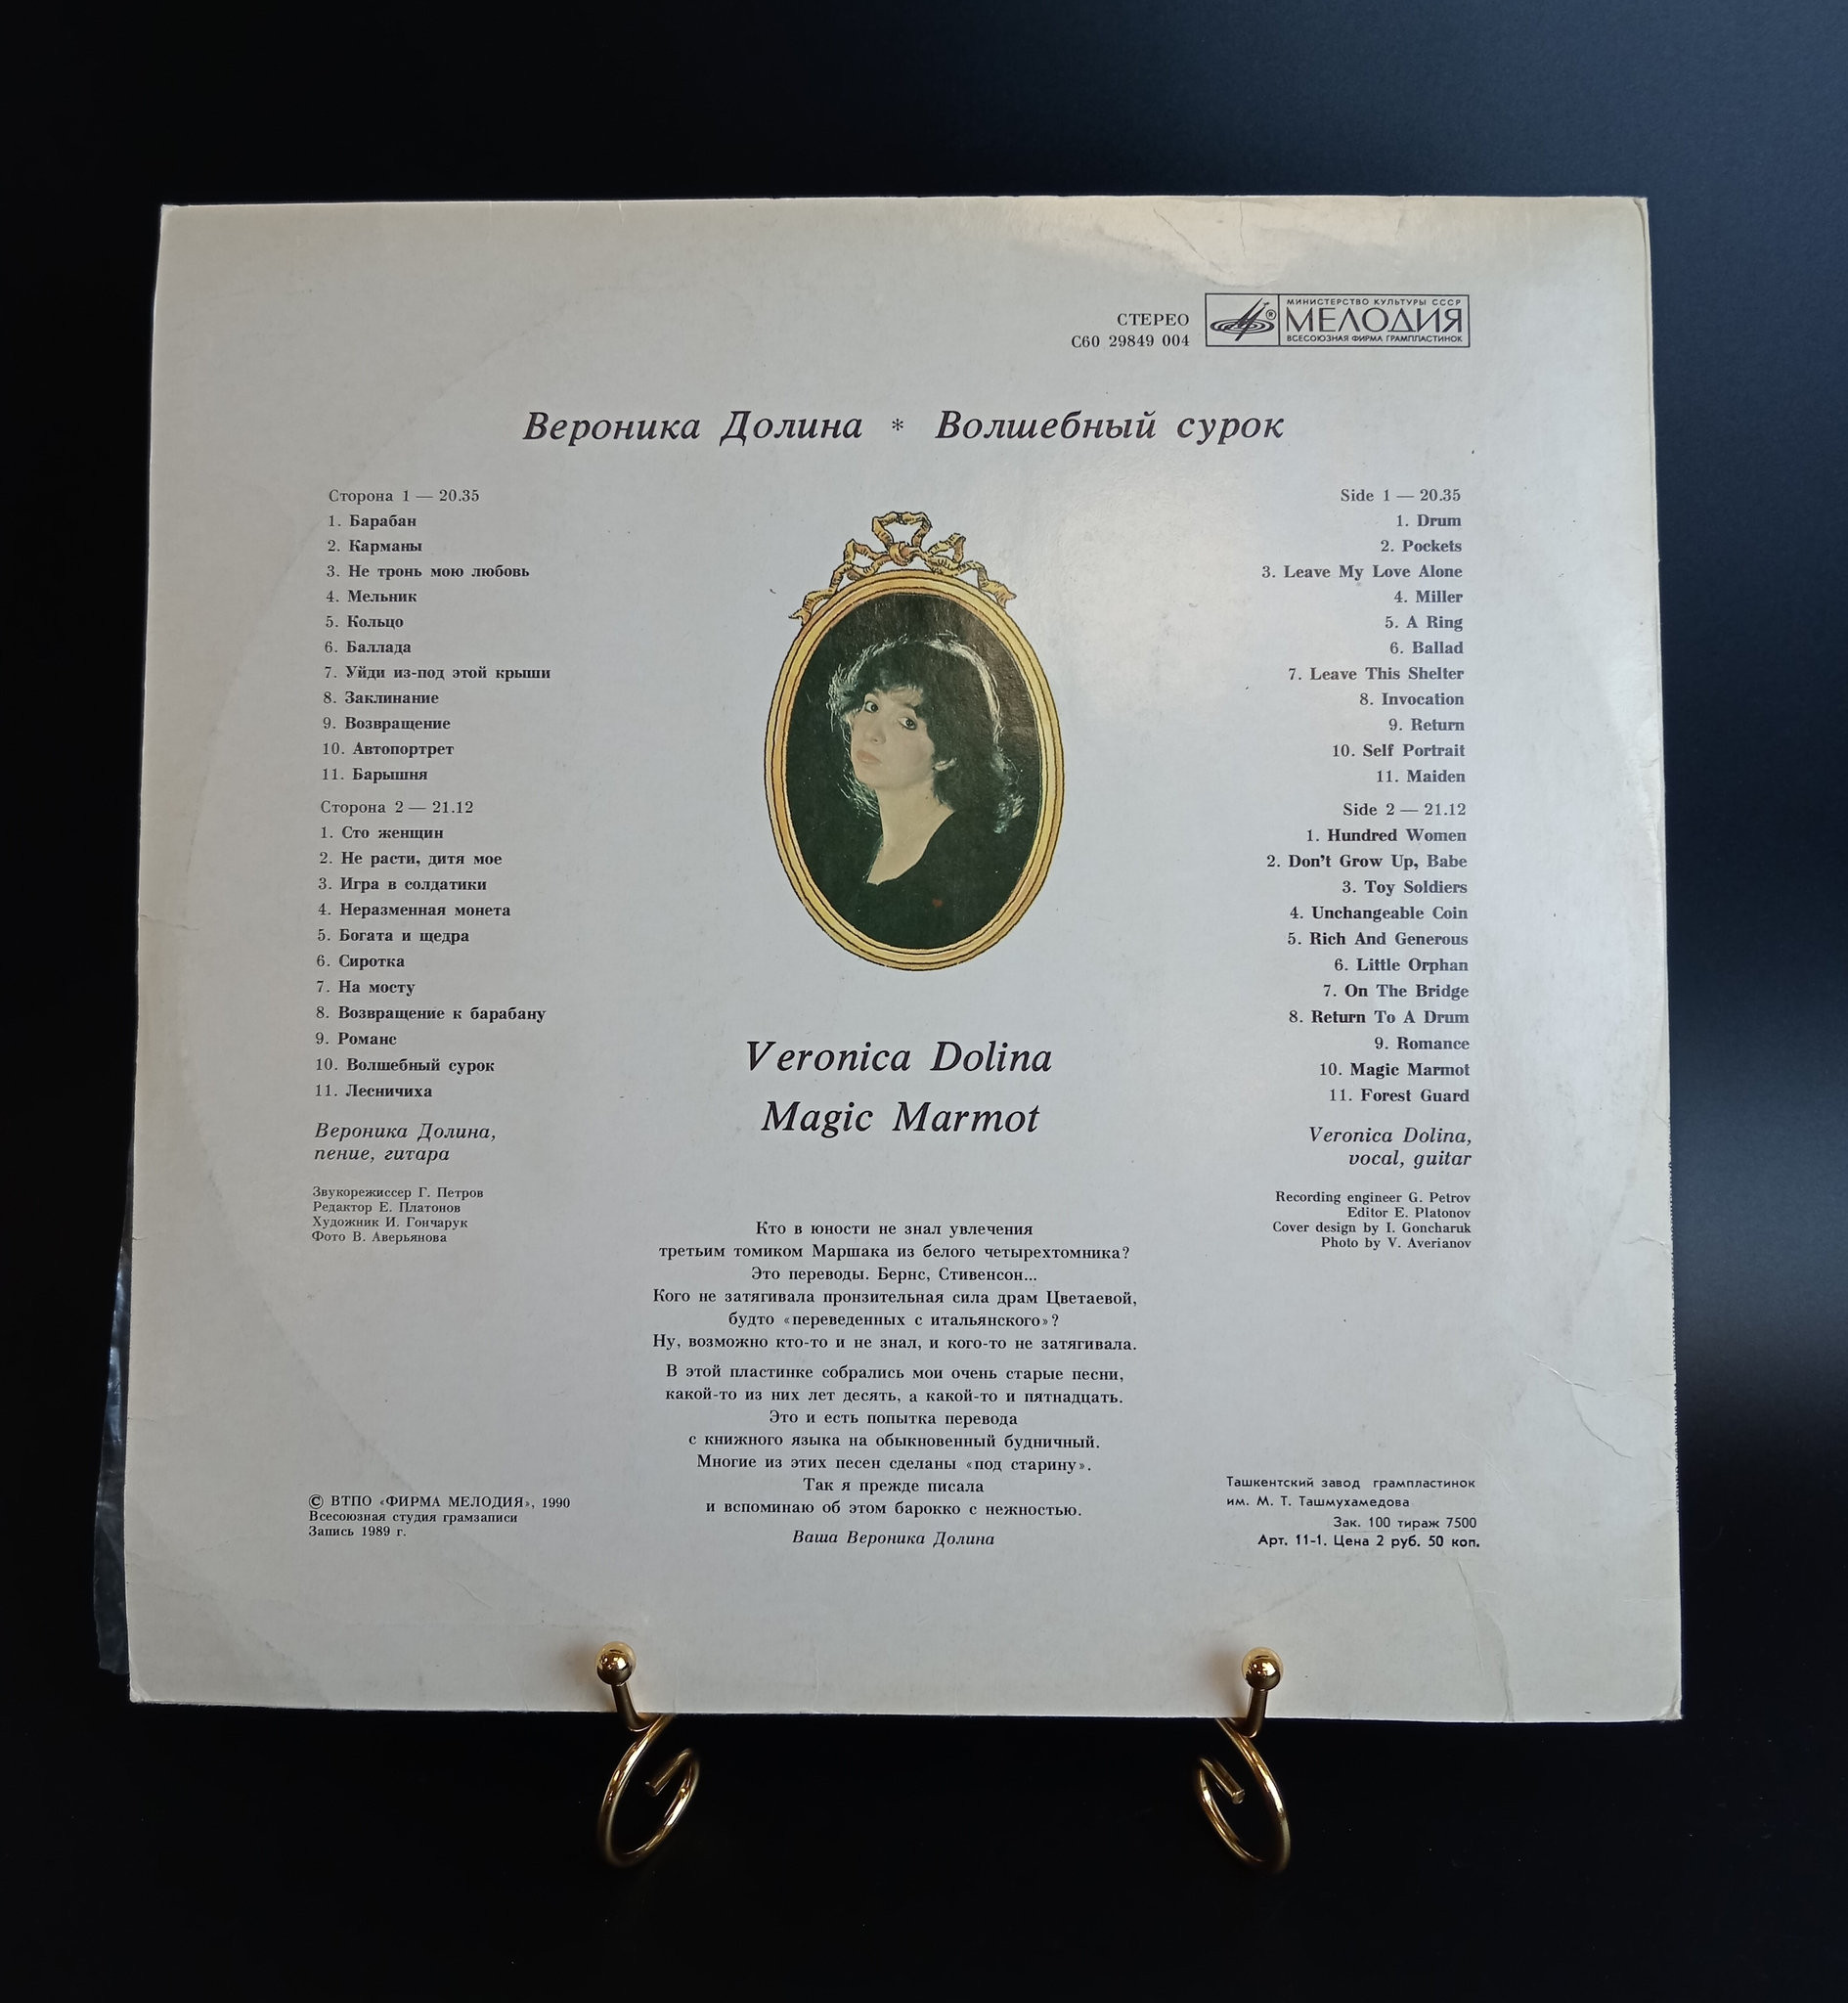 СТЕРЕО
С60 29849 004
МИНИСТЕРСТВО КУЛЬТУРЫ СССР
МЕЛОДИЯ
ВСЕСОЮЗНАЯ ФИРМА ГРАМПЛАСТИНОК
®
Вероника Долина * Волшебный сурок
Сторона 1 — 20.35
1. Барабан
2. Карманы
3. Не тронь мою любовь
4. Мельник
5. Кольцо
6. Баллада
7. Уйди из-под этой крыши
8. Заклинание
9. Возвращение
10. Автопортрет
11. Барышня
Сторона 2 — 21.12
1. Сто женщин
2. Не расти, дитя мое
3. Игра в солдатики
4. Неразменная монета
5. Богата и щедра
6. Сиротка
7. На мосту
8. Возвращение к барабану
9. Романс
10. Волшебный сурок
11. Лесничиха
Вероника Долина,
пение, гитара
Звукорежиссер Г. Петров
Редактор Е. Платонов
Художник И. Гончарук
Фото В. Аверьянова
© ВТПО «ФИРМА МЕЛОДИЯ», 1990
Всесоюзная студия грамзаписи
Запись 1989 г.
Veronica Dolina
Magic Marmot
Кто в юности не знал увлечения
третьим томиком Маршака из белого четырехтомника?
Это переводы. Бернс, Стивенсон...
Кого не затягивала пронзительная сила драм Цветаевой,
будто «переведенных с итальянского»?
Ну, возможно кто-то и не знал, и кого-то не затягивала.
В этой пластинке собрались мои очень старые песни,
какой-то из них лет десять, а какой-то и пятнадцать.
Это и есть попытка перевода
с книжного языка на обыкновенный будничный.
Многие из этих песен сделаны «под старину».
Так я прежде писала
и вспоминаю об этом барокко с нежностью.
Ваша Вероника Долина
Side 1 — 20.35
1. Drum
2. Pockets
3. Leave My Love Alone
4. Miller
5. A Ring
6. Ballad
7. Leave This Shelter
8. Invocation
9. Return
10. Self Portrait
11. Maiden
Side 2 — 21.12
1. Hundred Women
2. Don't Grow Up, Babe
3. Toy Soldiers
4. Unchangeable Coin
5. Rich And Generous
6. Little Orphan
7. On The Bridge
8. Return To A Drum
9. Romance
10. Magic Marmot
11. Forest Guard
Veronica Dolina,
vocal, guitar
Recording engineer G. Petrov
Editor E. Platonov
Cover design by I. Goncharuk
Photo by V. Averianov
Ташкентский завод грампластинок
им. М. Т. Ташмухамедова
Зак. 100 тираж 7500
Арт. 11-1. Цена 2 руб. 50 коп.